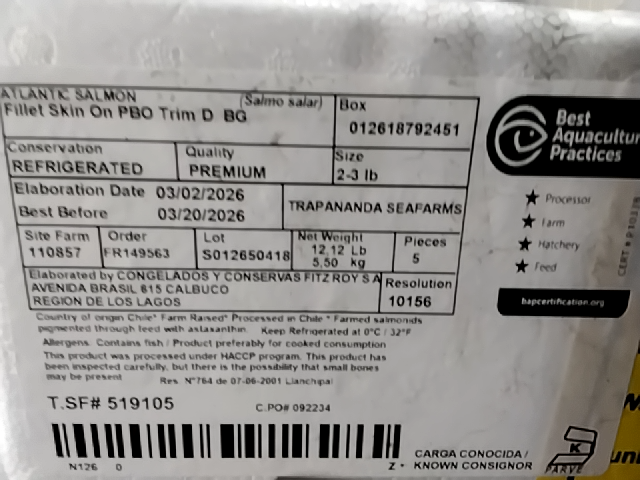 ATLANTIC SALMON (Salmo salar)
Fillet Skin On PBO Trim D BG
Box
012618792451
Conservation
REFRIGERATED
Quality
PREMIUM
Size
2-3 lb
Elaboration Date 03/02/2026
Best Before 03/20/2026
TRAPANANDA SEAFARMS
Site Farm
110857
Order
FR149563
Lot
S012650418
Net Weight
12,12 Lb
5,50 kg
Pieces
5
Elaborated by CONGELADOS Y CONSERVAS FITZ ROY S A
AVENIDA BRASIL 815 CALBUCO
REGION DE LOS LAGOS
Resolution
10156
Country of origin Chile* Farm Raised* Processed in Chile * Farmed salmonids
pigmented through feed with astaxanthin. Keep Refrigerated at 0°C / 32°F
Allergens. Contains fish / Product preferably for cooked consumption
This product was processed under HACCP program. This product has
been inspected carefully, but there is the possibility that small bones
may be present Res. N°764 de 07-06-2001 Llanchipal
T.SF# 519105
C.PO# 092234
N126 0
Z -
CARGA CONOCIDA /
KNOWN CONSIGNOR
K
PARVE
Best
Aquacultur
Practices
Processor
Farm
Hatchery
Feed
bapcertification.org